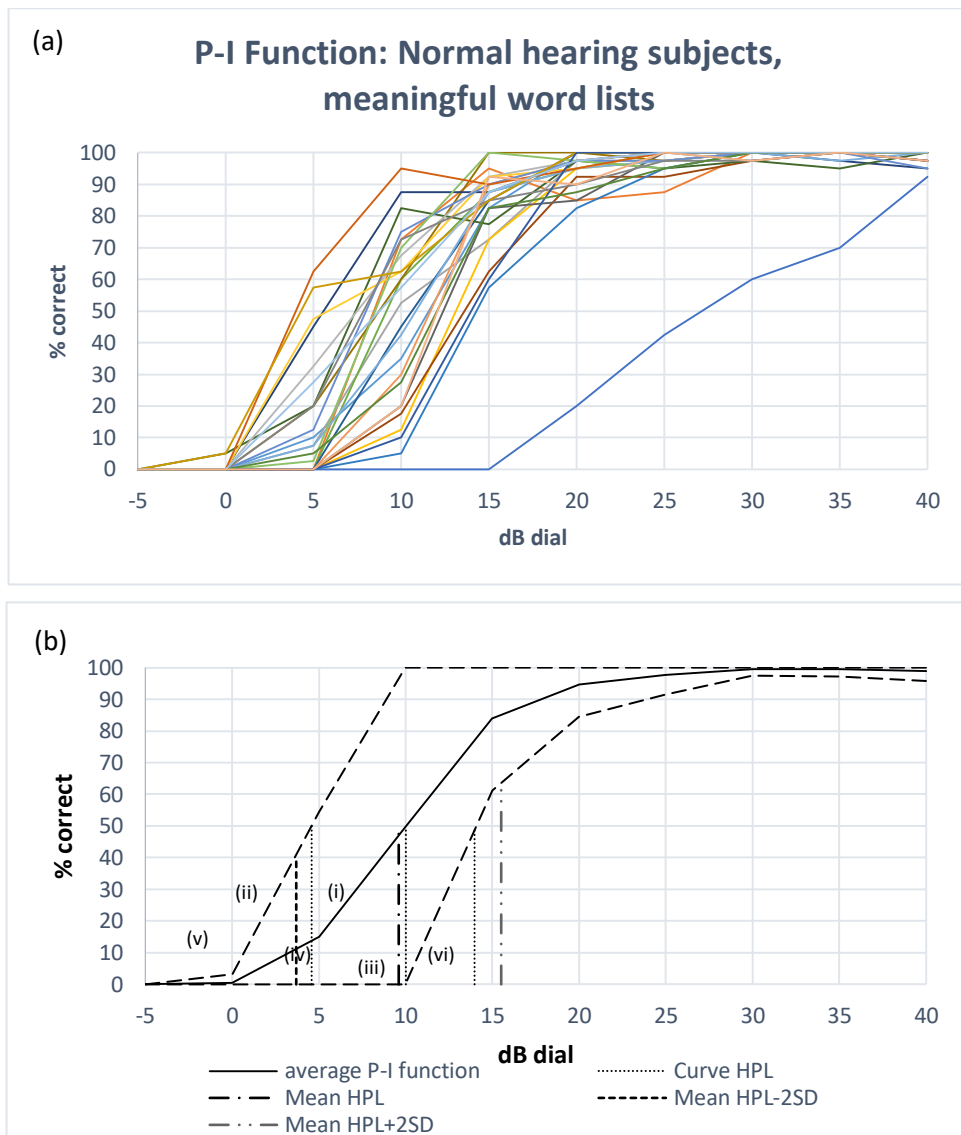 (a)
P-I Function: Normal hearing subjects,
meaningful word lists
100
90
80
70
60
50
40
30
20
10
0
% correct
-5 0 5 10 15 20 25 30 35 40
dB dial
(b)
100
90
80
70
60
50
40
30
20
10
0
% correct
(ii) (i)
(v) (iv) (iii) (vi)
-5 0 5 10 15 20 25 30 35 40
dB dial
average P-I function Curve HPL
Mean HPL Mean HPL-2SD
Mean HPL+2SD